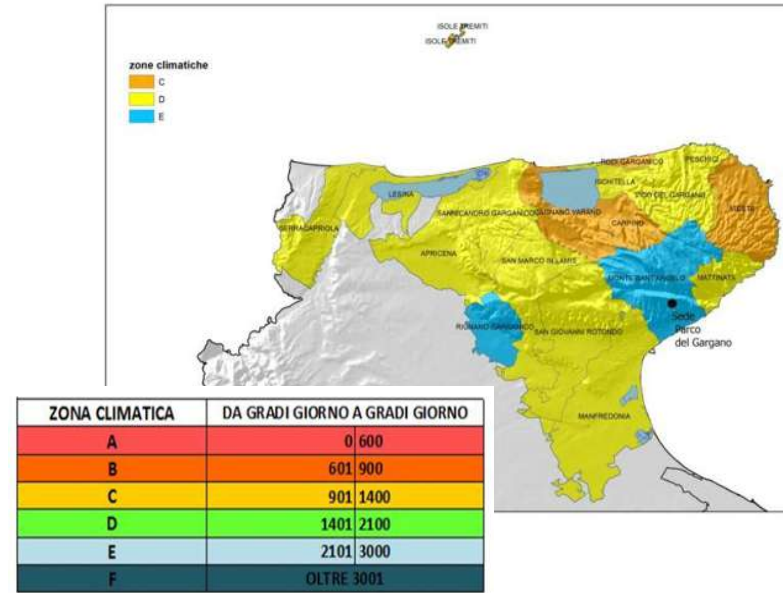 ISOLE TREMITI
ISOLE TREMITI
zone climatiche
C
D
E
RODI GARGANICO
PESCHICI
LESINA
ISCHITELLA
VICO DEL GARGANO
SANNICANDRO GARGANICO
CAGNANO VARANO
VIESTE
SERRACAPRIOLA
CARPINO
APRICENA
SAN MARCO IN LAMIS
MONTE SANT'ANGELO
MATTINATA
RIGNANO GARGANICO
SAN GIOVANNI ROTONDO
Sede
Parco
del Gargano
MANFREDONIA
ZONA CLIMATICA DA GRADI GIORNO A GRADI GIORNO
A 0 600
B 601 900
C 901 1400
D 1401 2100
E 2101 3000
F OLTRE 3001